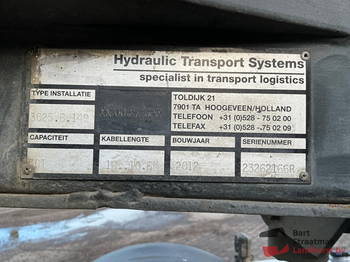 Hydraulic Transport Systems
specialist in transport logistics
TYPE INSTALLATIE
TOLDIJK 21
7901 TA HOOGEVEEN/HOLLAND
TELEFOON +31 (0)528 - 75 02 00
TELEFAX +31 (0)528 - 75 02 09
CAPACITEIT KABELLENGTE BOUWJAAR SERIENUMMER
2012
Bart
Straatman